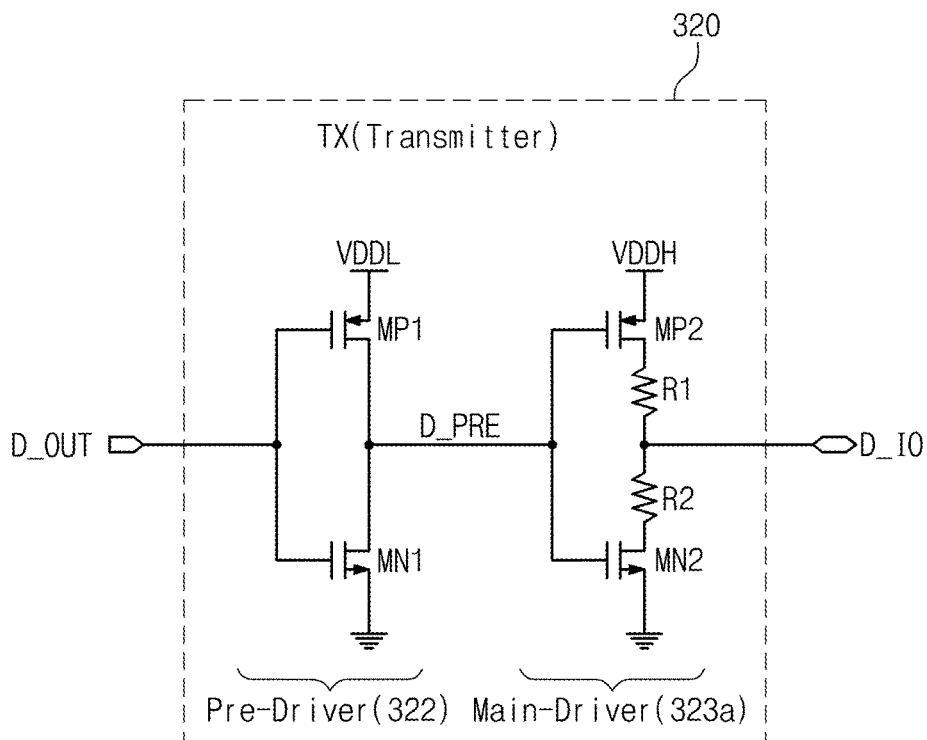 320
TX(Transmitter)
VDDL
VDDH
MP1
MP2
R1
D_OUT
D_PRE
D_IO
R2
MN1
MN2
Pre-Driver(322)
Main-Driver(323a)